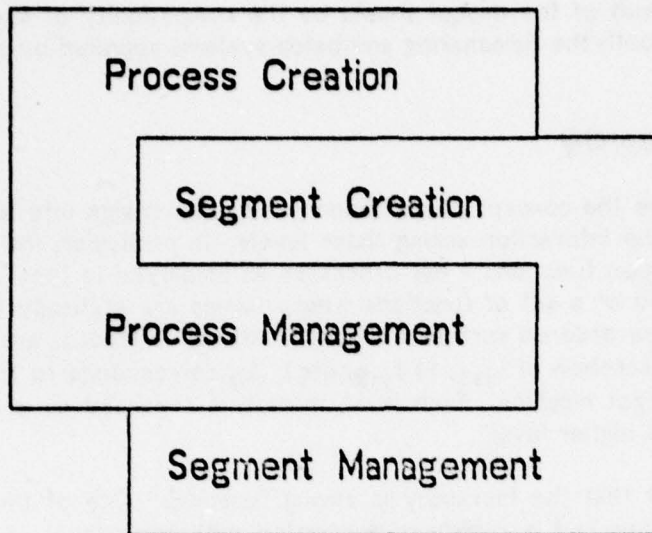 Process Creation
Segment Creation
Process Management
Segment Management